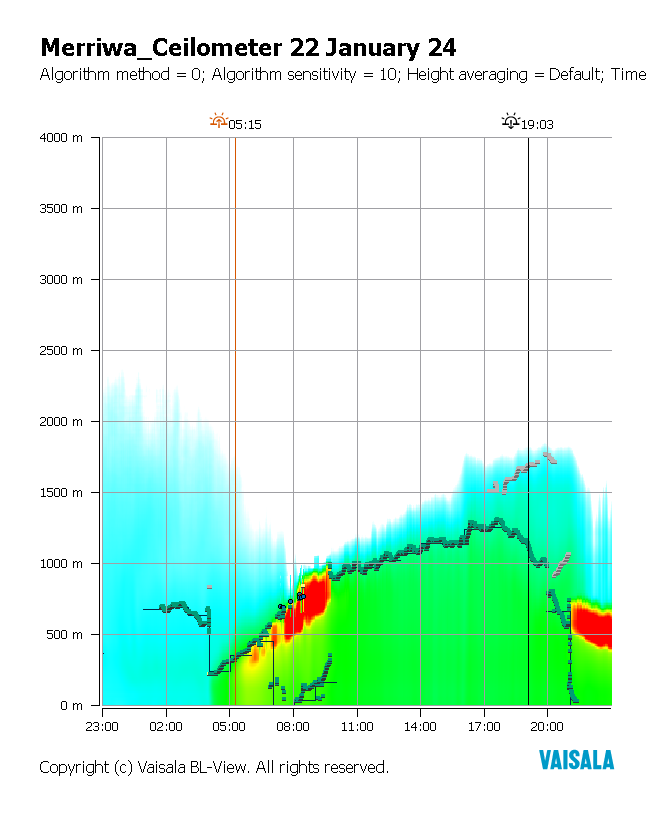 Merriwa_Ceilometer 22 January 24
Algorithm method = 0; Algorithm sensitivity = 10; Height averaging = Default; Time
05:15 19:03
4000 m
3500 m
3000 m
2500 m
2000 m
1500 m
1000 m
500 m
0 m
23:00 02:00 05:00 08:00 11:00 14:00 17:00 20:00
Copyright (c) Vaisala BL-View. All rights reserved.
VAISALA